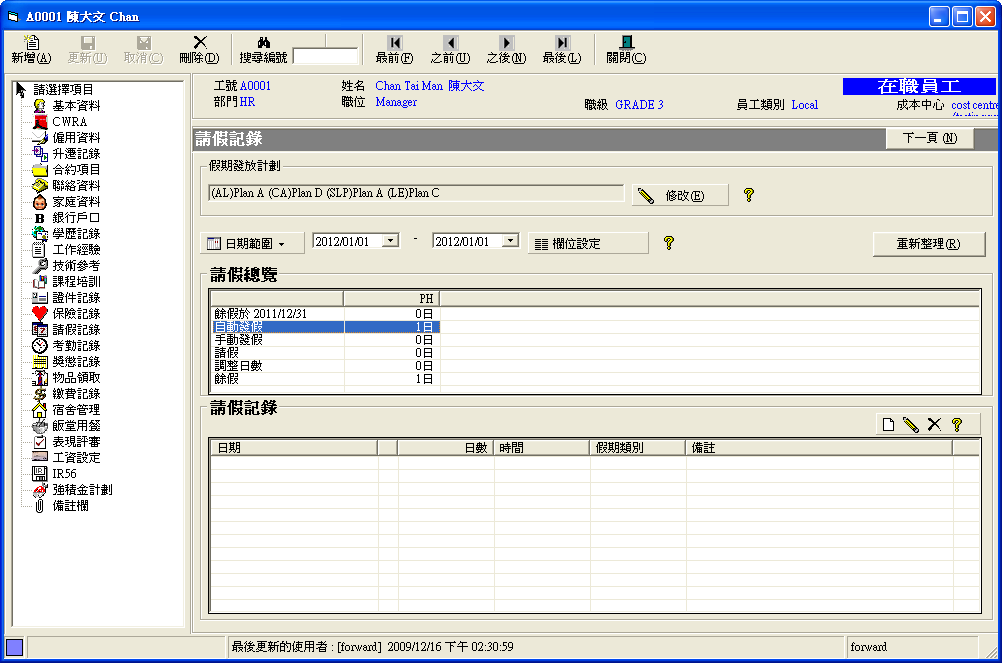 A0001 陳大文 Chan
新增(A) 更新(U) 取消(C) 刪除(D) 搜尋編號 最前(F) 之前(U) 之後(N) 最後(L) 關閉(C)
請選擇項目
基本資料
CWRA
僱用資料
升遷記錄
合約項目
聯絡資料
家庭資料
銀行戶口
學歷記錄
工作經驗
技術參考
課程培訓
證件記錄
保險記錄
請假記錄
考勤記錄
獎懲記錄
物品領取
繳費記錄
宿舍管理
飯堂用餐
表現評審
工資設定
IR56
強積金計劃
備註欄
工號 A0001 姓名 Chan Tai Man 陳大文 在職員工
部門 HR 職位 Manager 職級 GRADE 3 員工類別 Local 成本中心 cost centre
請假記錄 下一頁 (N)
假期發放計劃
(AL)Plan A (CA)Plan D (SLP)Plan A (LE)Plan C 修改(E)
日期範圍 2012/01/01 - 2012/01/01 欄位設定 重新整理(R)
請假總覽
PH
餘假於 2011/12/31 0日
自動發假 1日
手動發假 0日
請假 0日
調整日數 0日
餘假 1日
請假記錄
日期 日數 時間 假期類別 備註
最後更新的使用者 : [forward] 2009/12/16 下午 02:30:59 forward